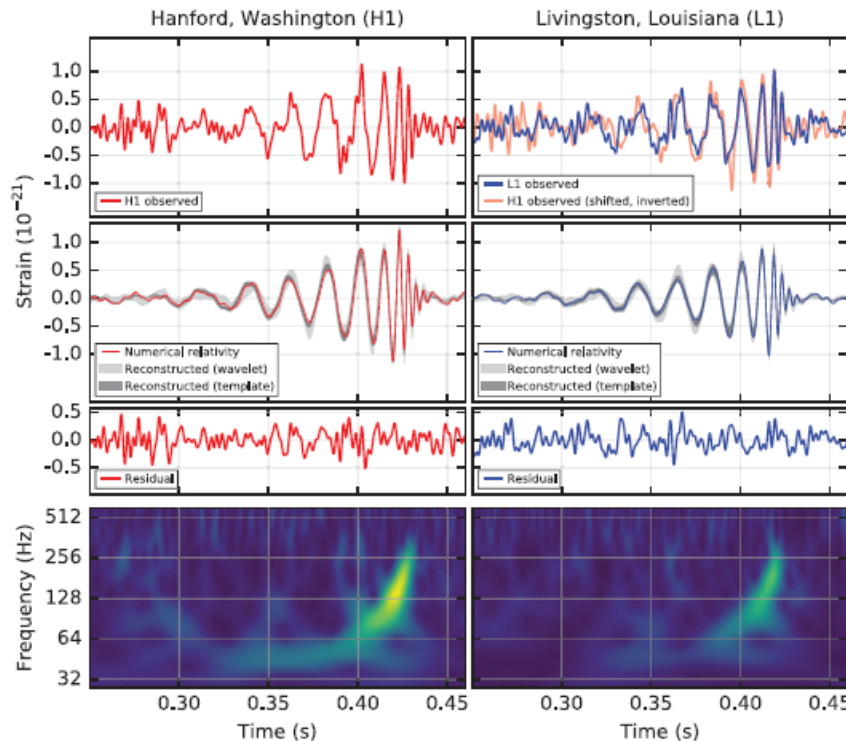 Hanford, Washington (H1)
Livingston, Louisiana (L1)
Strain (10−21)
1.0
0.5
0.0
-0.5
-1.0
H1 observed
L1 observed
H1 observed (shifted, inverted)
1.0
0.5
0.0
-0.5
-1.0
Numerical relativity
Reconstructed (wavelet)
Reconstructed (template)
Numerical relativity
Reconstructed (wavelet)
Reconstructed (template)
0.5
0.0
-0.5
Residual
Residual
Frequency (Hz)
512
256
128
64
32
0.30 0.35 0.40 0.45
0.30 0.35 0.40 0.45
Time (s)
Time (s)